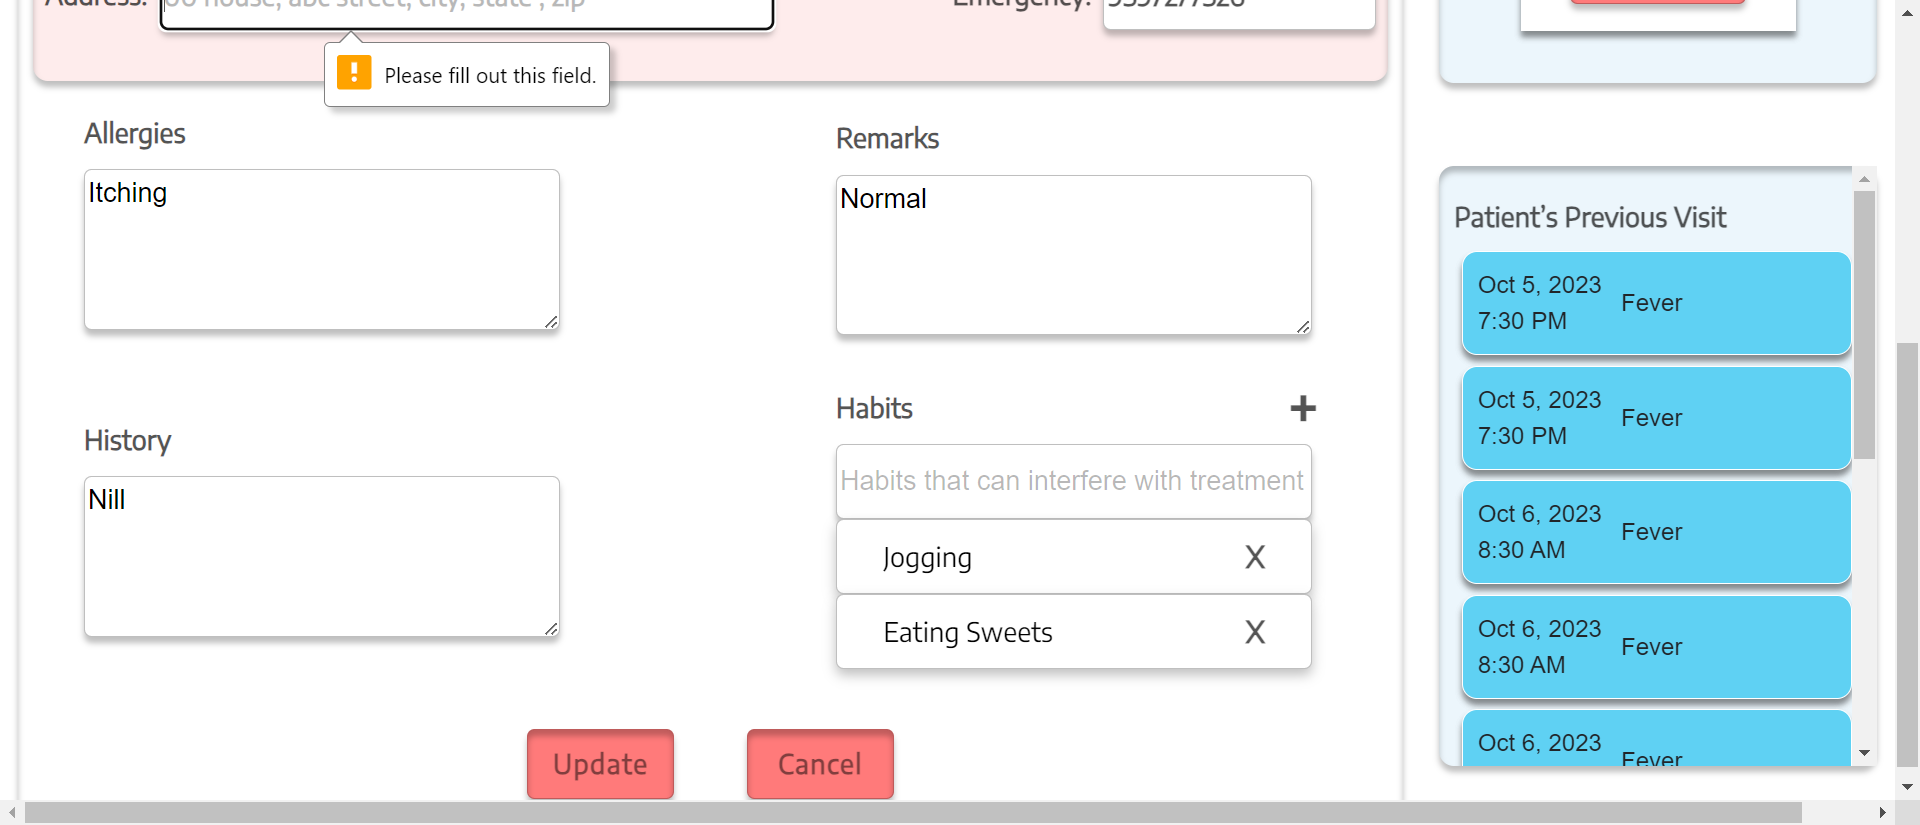 Address:
house, abc street, city, state , zip
Emergency:
Please fill out this field.
Allergies
Itching
Remarks
Normal
History
Nill
Habits
Habits that can interfere with treatment
Jogging X
Eating Sweets X
Update
Cancel
Patient’s Previous Visit
Oct 5, 2023
7:30 PM
Fever
Oct 5, 2023
7:30 PM
Fever
Oct 6, 2023
8:30 AM
Fever
Oct 6, 2023
8:30 AM
Fever
Oct 6, 2023
Fever